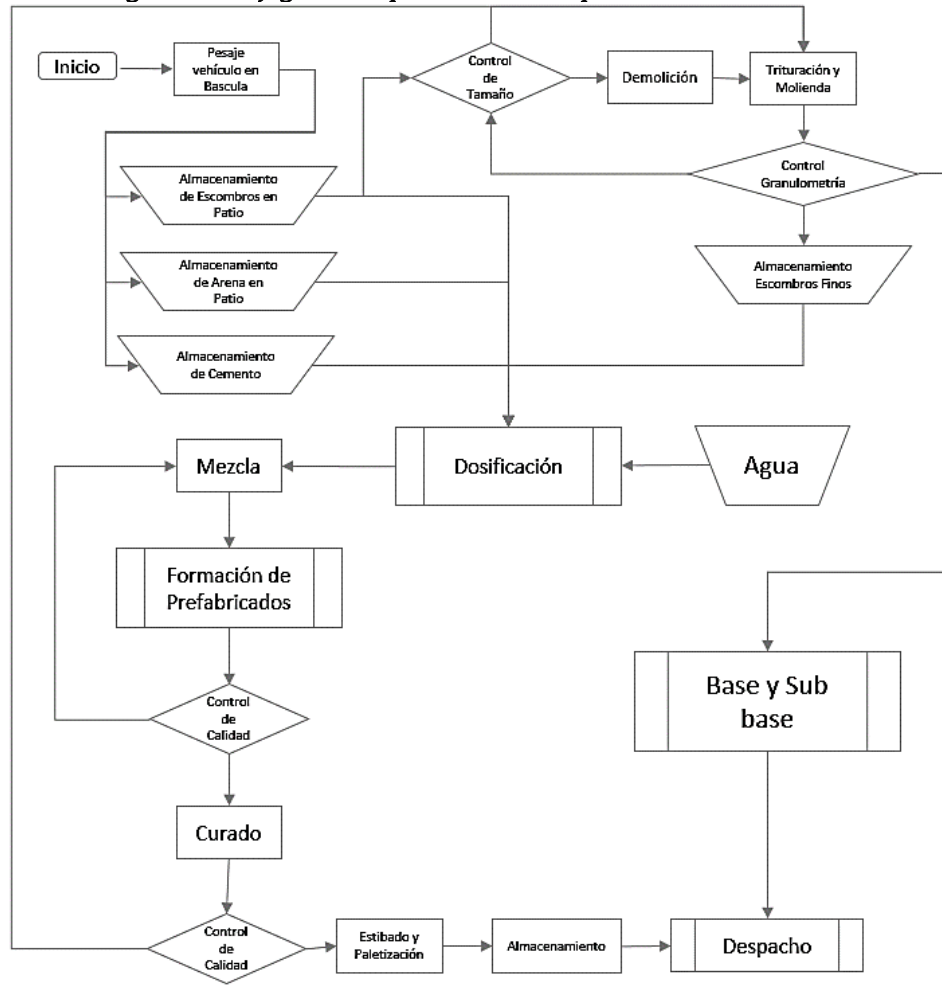 Inicio
Pesaje
vehículo en
Bascula
Control
de
Tamaño
Demolición
Trituración y
Molienda
Control
Granulometría
Almacenamiento
de Escombros en
Patio
Almacenamiento
de Arena en
Patio
Almacenamiento
Escombros Finos
Almacenamiento
de Cemento
Mezcla
Dosificación
Agua
Formación de
Prefabricados
Base y Sub
base
Control
de
Calidad
Curado
Control
de
Calidad
Estibado y
Paletización
Almacenamiento
Despacho